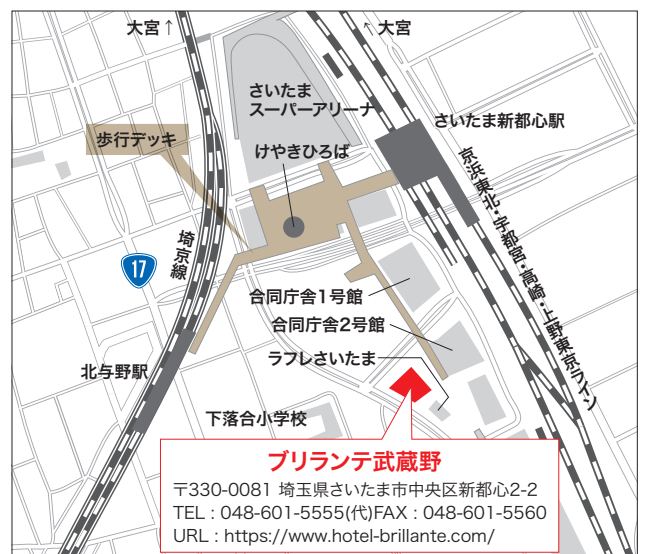 大宮↑
↖大宮
さいたま
スーパーアリーナ
さいたま新都心駅
歩行デッキ
けやきひろば
京浜東北・宇都宮・高崎・上野東京ライン
埼京線
17
合同庁舎1号館
合同庁舎2号館
ラフレさいたま
北与野駅
下落合小学校
ブリランテ武蔵野
〒330-0081 埼玉県さいたま市中央区新都心2-2
TEL : 048-601-5555(代)FAX : 048-601-5560
URL : https://www.hotel-brillante.com/